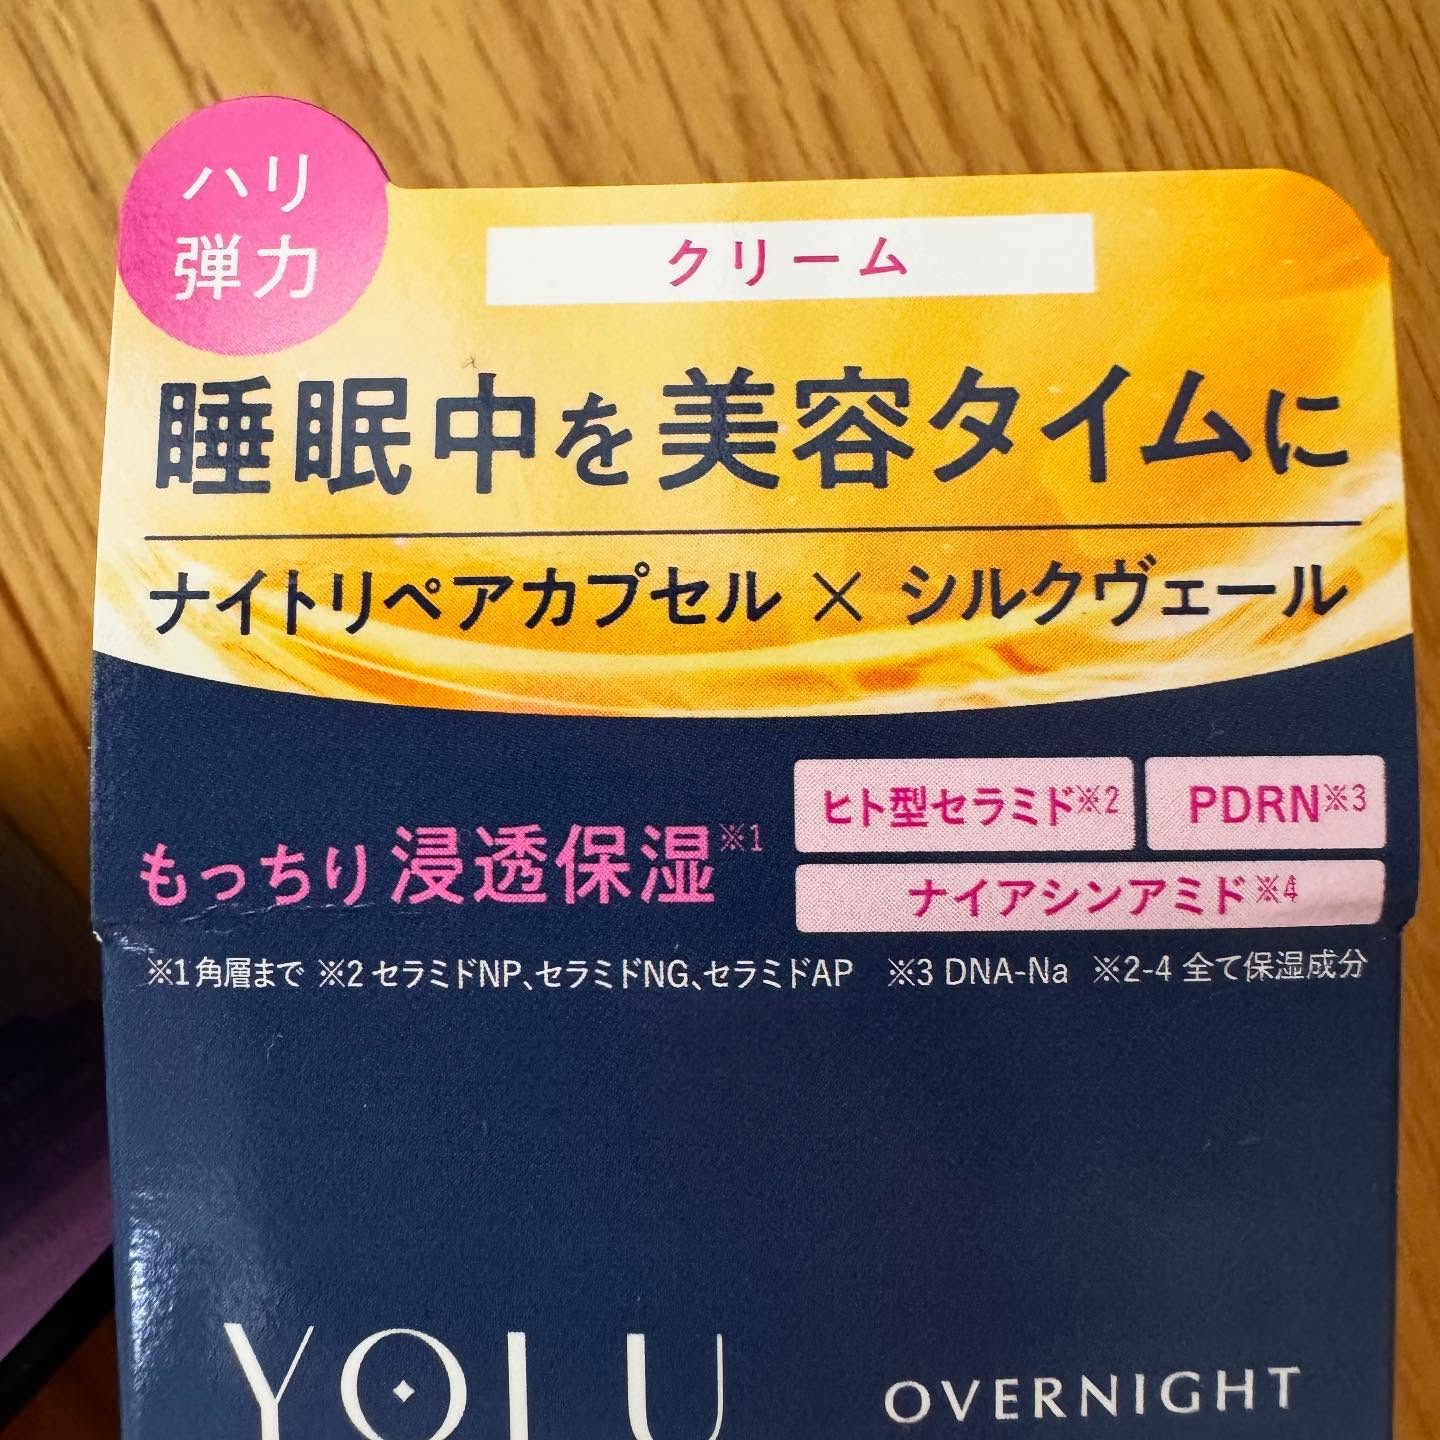 ハリ
弾力
クリーム
睡眠中を美容タイムに
ナイトリペアカプセル × シルクヴェール
もっちり浸透保湿※1
ヒト型セラミド※2
PDRN※3
ナイアシンアミド※4
※1 角層まで ※2 セラミドNP、セラミドNG、セラミドAP ※3 DNA-Na ※2-4 全て保湿成分
YOLU
OVERNIGHT